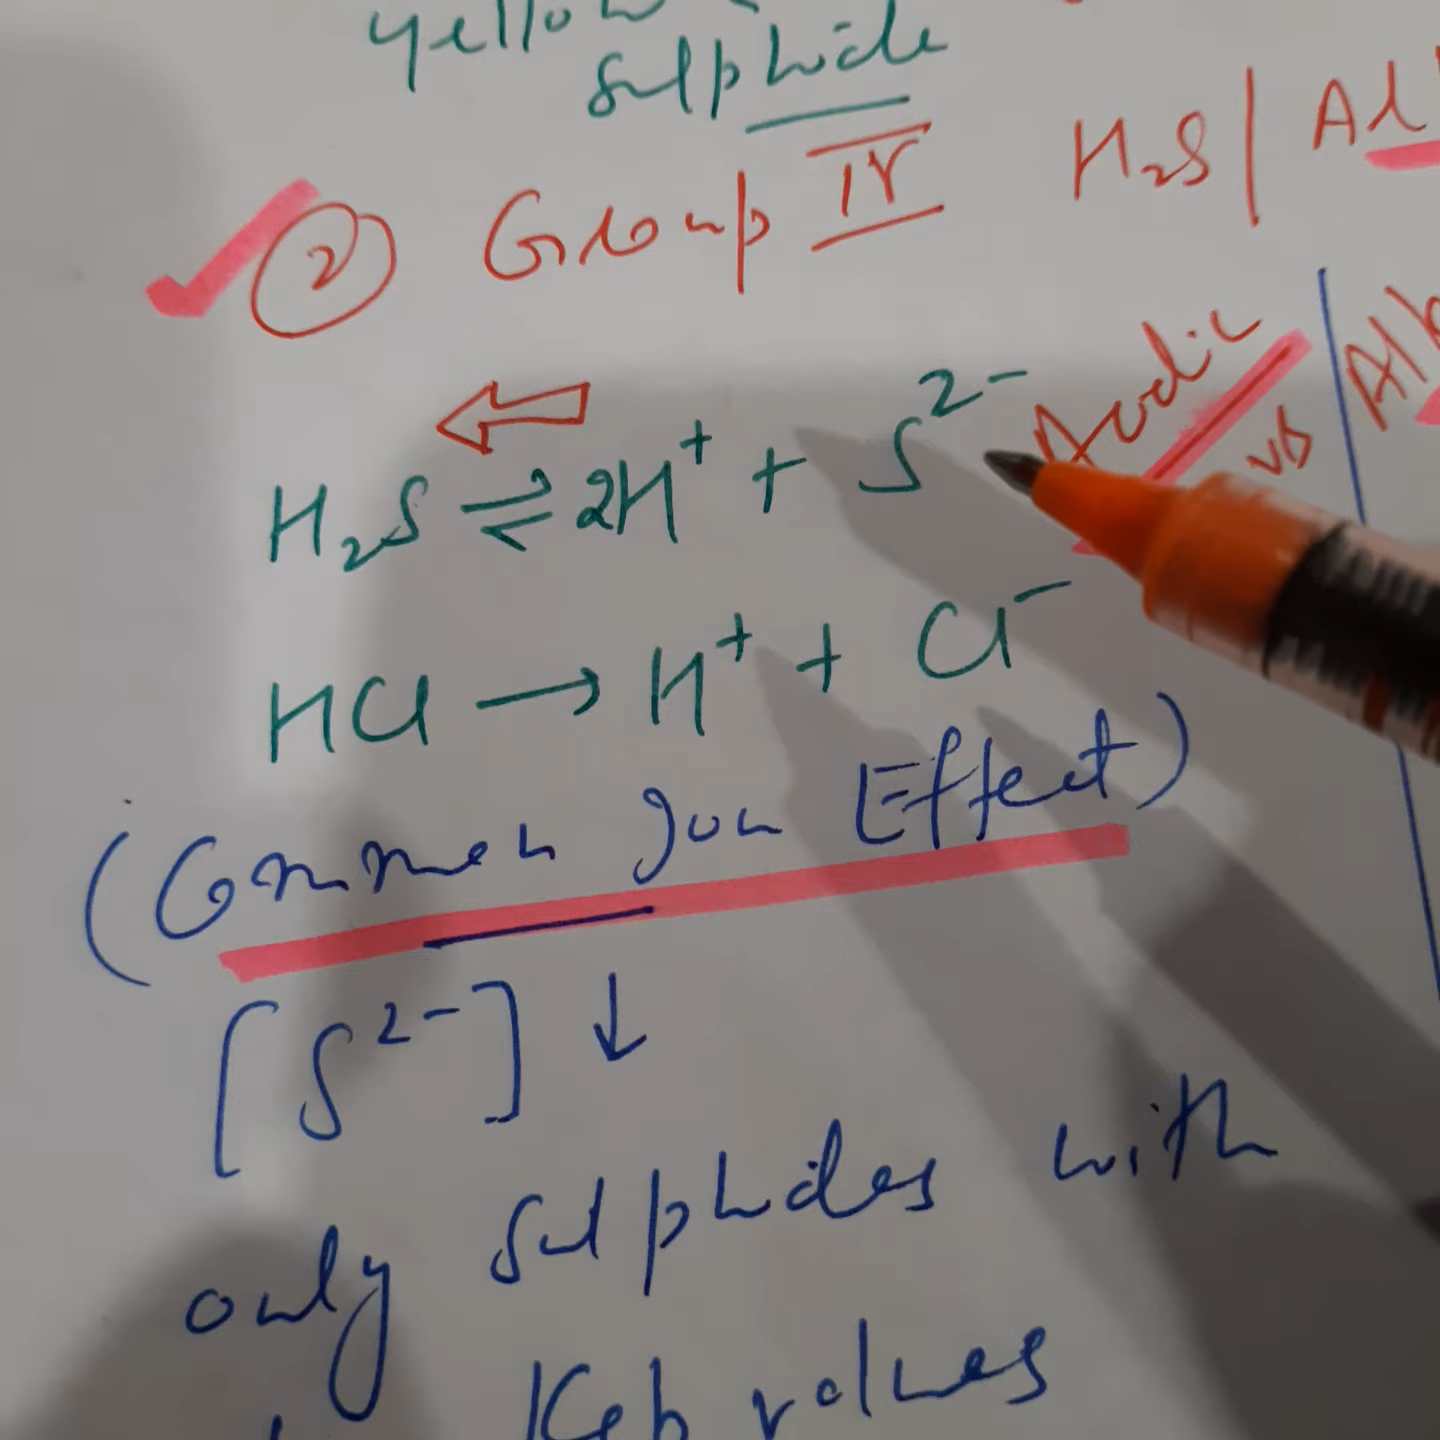 yellow
sulphide
② Group IV H₂S/Al
Acidic
vs
Alk
H₂S ⇌ 2H⁺ + S²⁻
HCl → H⁺ + Cl⁻
(Common Ion Effect)
[S²⁻] ↓
only sulphides with
Ksp values